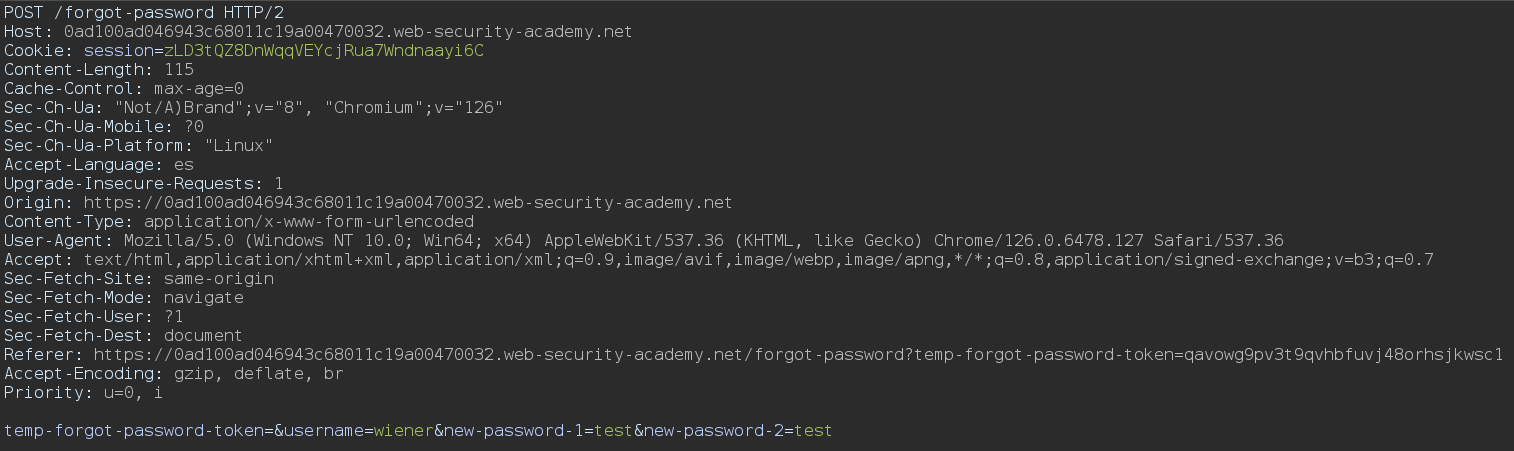 POST /forgot-password HTTP/2
Host: 0ad100ad046943c68011c19a00470032.web-security-academy.net
Cookie: session=zLD3tQZ8DnWqqVEYcjRua7Wndnaayi6C
Content-Length: 115
Cache-Control: max-age=0
Sec-Ch-Ua: "Not/A)Brand";v="8", "Chromium";v="126"
Sec-Ch-Ua-Mobile: ?0
Sec-Ch-Ua-Platform: "Linux"
Accept-Language: es
Upgrade-Insecure-Requests: 1
Origin: https://0ad100ad046943c68011c19a00470032.web-security-academy.net
Content-Type: application/x-www-form-urlencoded
User-Agent: Mozilla/5.0 (Windows NT 10.0; Win64; x64) AppleWebKit/537.36 (KHTML, like Gecko) Chrome/126.0.6478.127 Safari/537.36
Accept: text/html,application/xhtml+xml,application/xml;q=0.9,image/avif,image/webp,image/apng,*/*;q=0.8,application/signed-exchange;v=b3;q=0.7
Sec-Fetch-Site: same-origin
Sec-Fetch-Mode: navigate
Sec-Fetch-User: ?1
Sec-Fetch-Dest: document
Referer: https://0ad100ad046943c68011c19a00470032.web-security-academy.net/forgot-password?temp-forgot-password-token=qavowg9pv3t9qvhbfuvj48orhsjkwsc1
Accept-Encoding: gzip, deflate, br
Priority: u=0, i
temp-forgot-password-token=&username=wiener&new-password-1=test&new-password-2=test